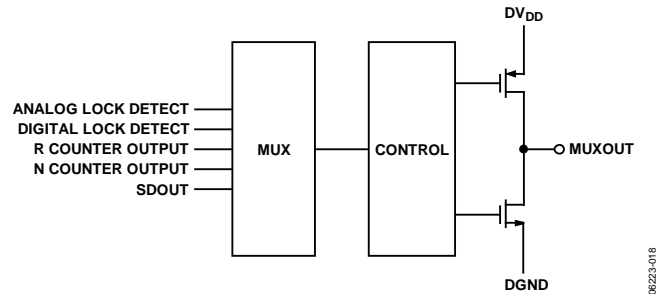 DVDD
ANALOG LOCK DETECT
DIGITAL LOCK DETECT
R COUNTER OUTPUT
N COUNTER OUTPUT
SDOUT
MUX
CONTROL
MUXOUT
DGND
06223-018